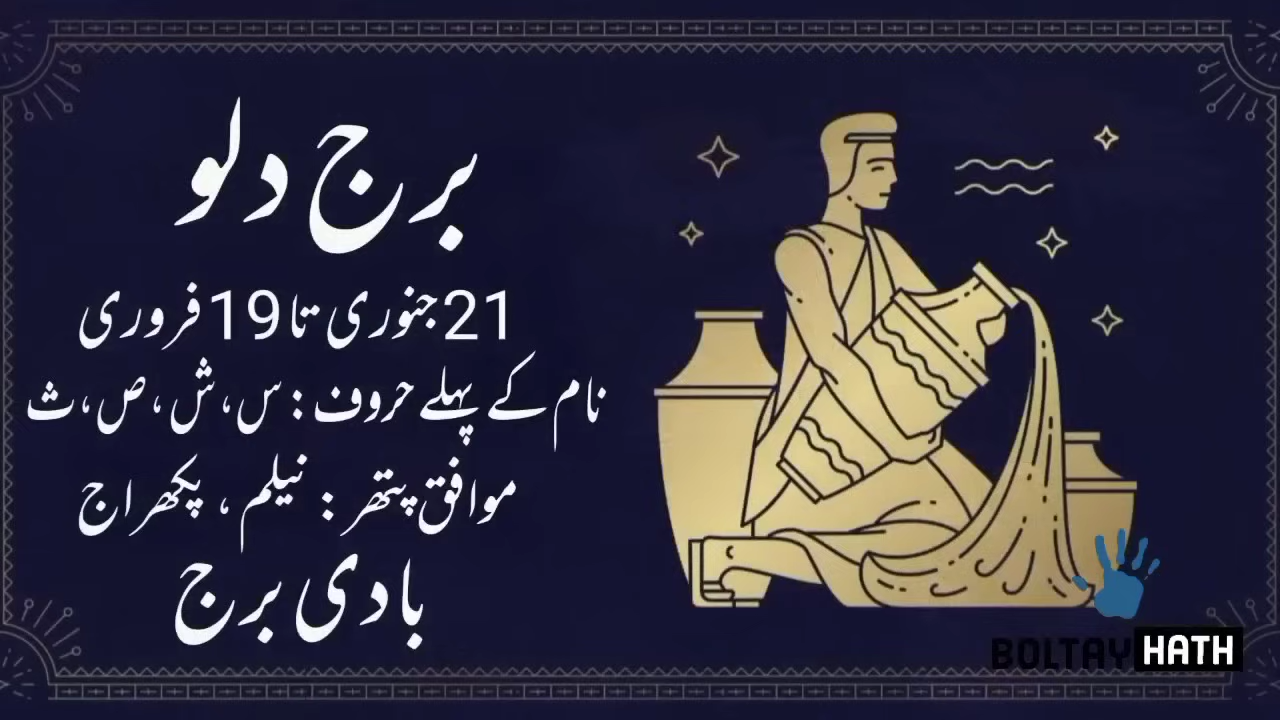 برج دلو
21 جنوری تا 19 فروری
نام کے پہلے حروف : س، ش، ص، ث
موافق پتھر : نیلم ، پکھراج
بادی برج
BOLTAY HATH